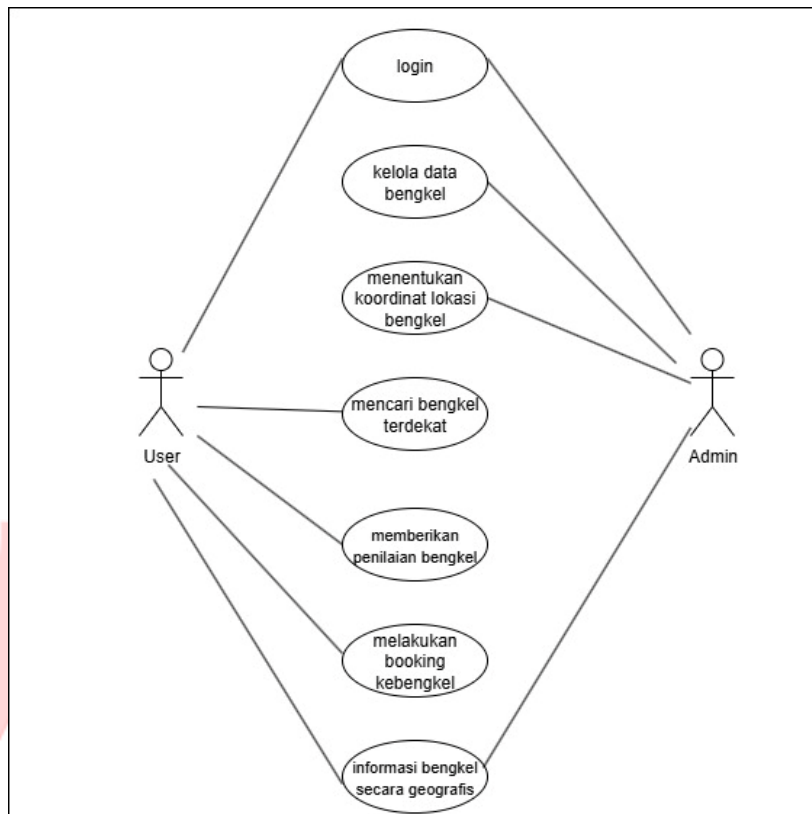 login
kelola data
bengkel
menentukan
koordinat lokasi
bengkel
mencari bengkel
terdekat
User
Admin
memberikan
penilaian bengkel
melakukan
booking
kebengkel
informasi bengkel
secara geografis